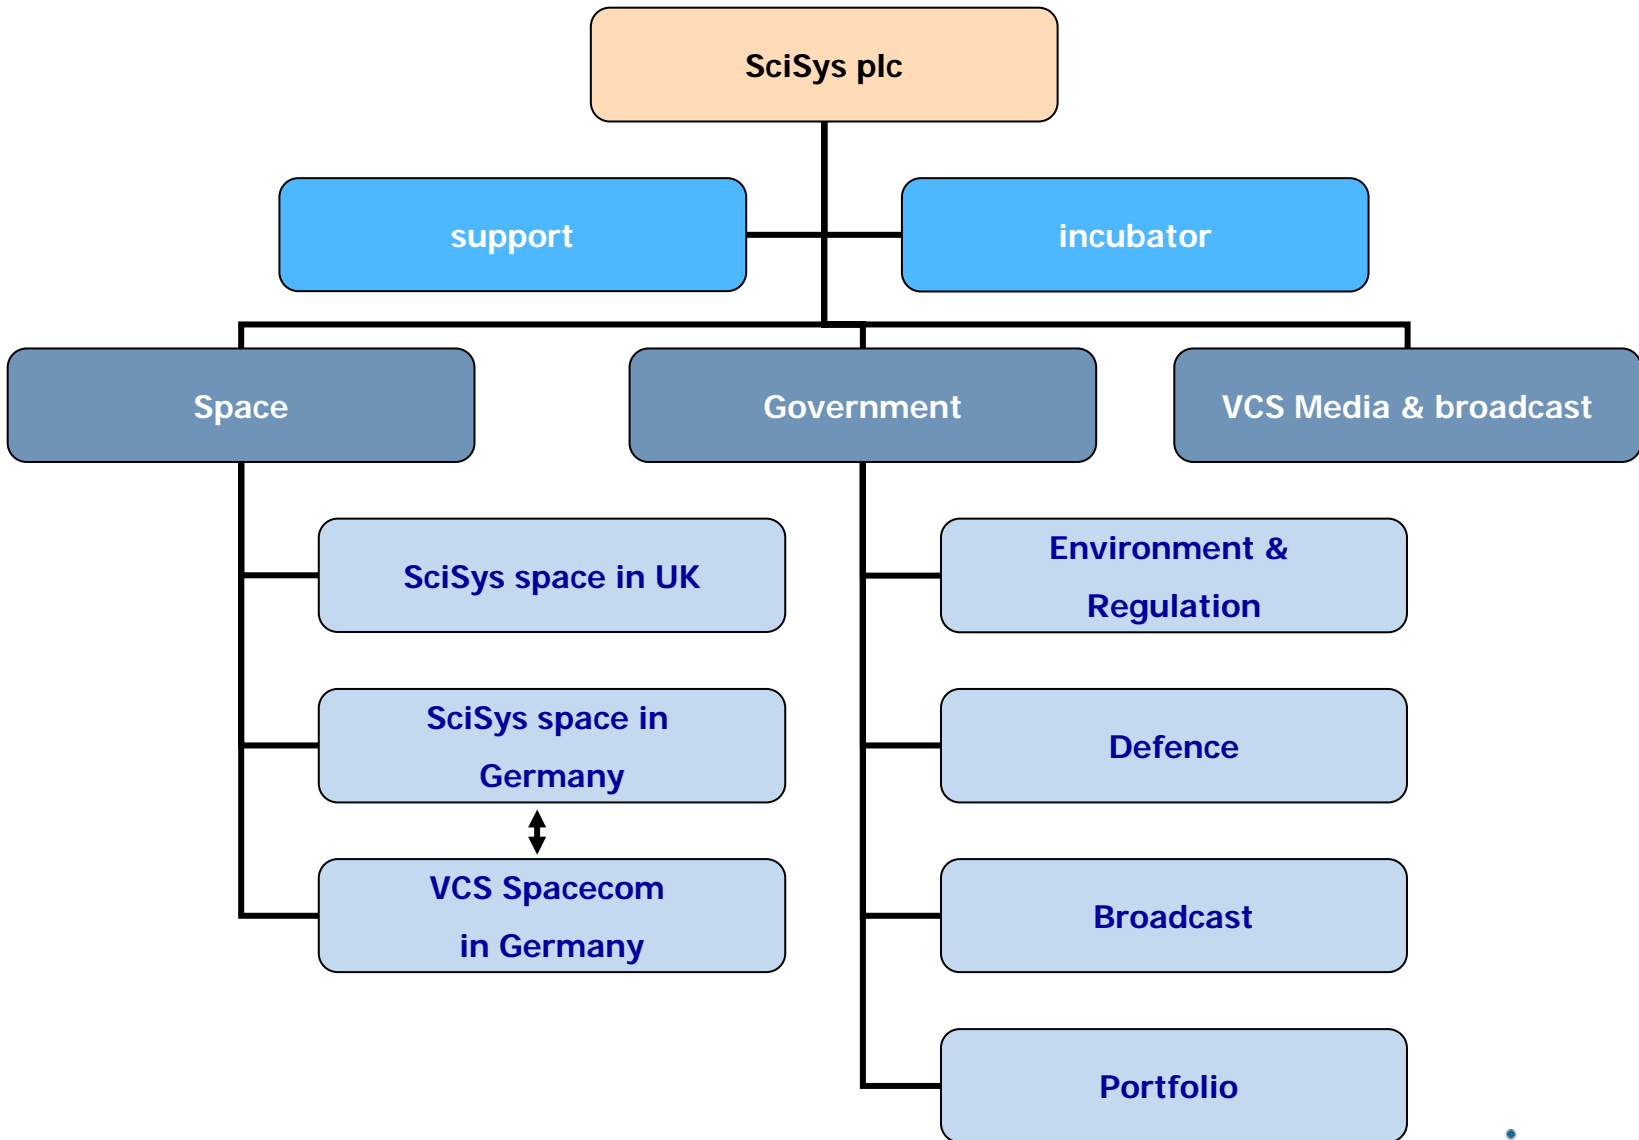 SciSys plc
support
incubator
Space
Government
VCS Media & broadcast
SciSys space in UK
SciSys space in
Germany
VCS Spacecom
in Germany
Environment &
Regulation
Defence
Broadcast
Portfolio